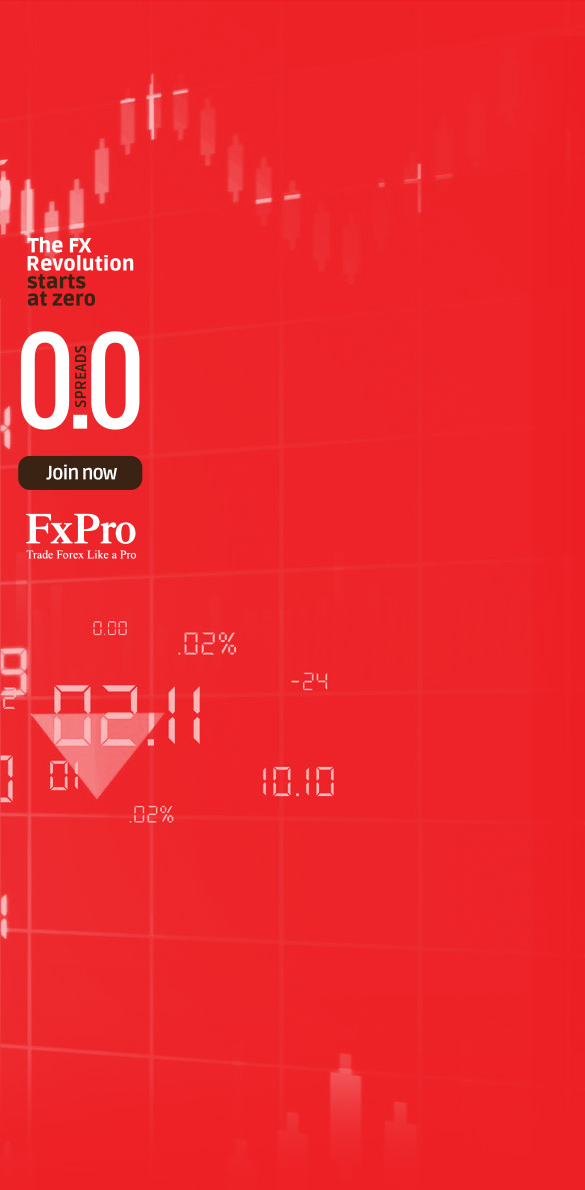 The FX
Revolution
starts
at zero
0.0
SPREADS
Join now
FxPro
Trade Forex Like a Pro
0.00
.02%
-24
02.11
01
10.10
.02%